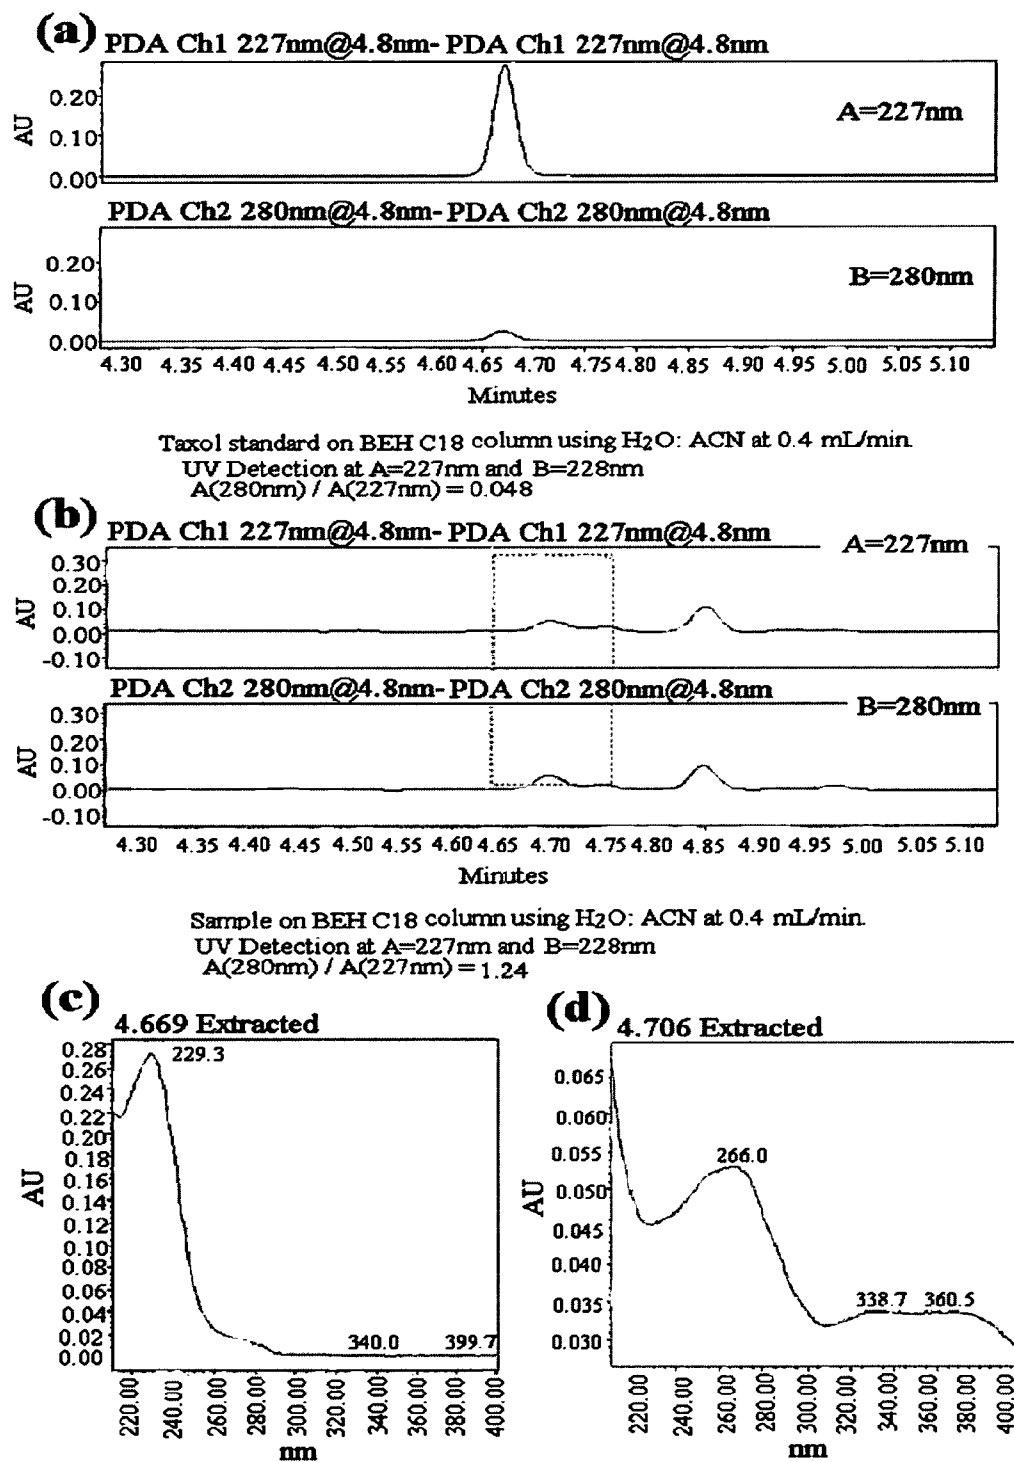 (a)
PDA Ch1 227nm@4.8nm- PDA Ch1 227nm@4.8nm
AU
0.20
0.10
0.00
A=227nm
PDA Ch2 280nm@4.8nm- PDA Ch2 280nm@4.8nm
AU
0.20
0.10
0.00
B=280nm
4.30 4.35 4.40 4.45 4.50 4.55 4.60 4.65 4.70 4.75 4.80 4.85 4.90 4.95 5.00 5.05 5.10
Minutes
Taxol standard on BEH C18 column using H2O: ACN at 0.4 mL/min.
UV Detection at A=227nm and B=228nm
A(280nm) / A(227nm) = 0.048
(b)
PDA Ch1 227nm@4.8nm- PDA Ch1 227nm@4.8nm
A=227nm
AU
0.30
0.20
0.10
0.00
-0.10
PDA Ch2 280nm@4.8nm- PDA Ch2 280nm@4.8nm
B=280nm
AU
0.30
0.20
0.10
0.00
-0.10
4.30 4.35 4.40 4.45 4.50 4.55 4.60 4.65 4.70 4.75 4.80 4.85 4.90 4.95 5.00 5.05 5.10
Minutes
Sample on BEH C18 column using H2O: ACN at 0.4 mL/min.
UV Detection at A=227nm and B=228nm
A(280nm) / A(227nm) = 1.24
(c)
4.669 Extracted
AU
0.28
0.26
0.24
0.22
0.20
0.18
0.16
0.14
0.12
0.10
0.08
0.06
0.04
0.02
0.00
229.3
340.0
399.7
220.00 240.00 260.00 280.00 300.00 320.00 340.00 360.00 380.00 400.00
nm
(d)
4.706 Extracted
AU
0.065
0.060
0.055
0.050
0.045
0.040
0.035
0.030
266.0
338.7
360.5
220.00 240.00 260.00 280.00 300.00 320.00 340.00 360.00 380.00 400.00
nm